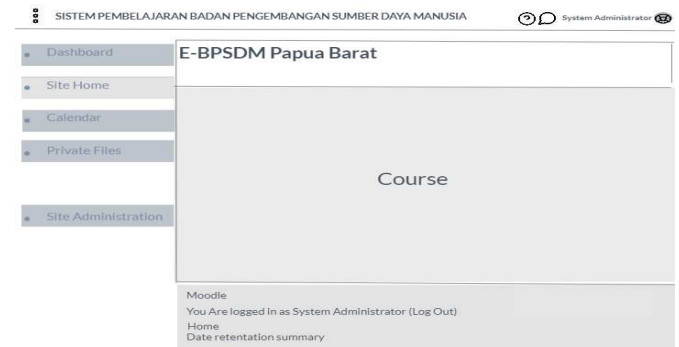 SISTEM PEMBELAJARAN BADAN PENGEMBANGAN SUMBER DAYA MANUSIA
System Administrator
Dashboard
E-BPSDM Papua Barat
Site Home
Calendar
Private Files
Course
Site Administration
Moodle
You Are logged in as System Administrator (Log Out)
Home
Date retentation summary